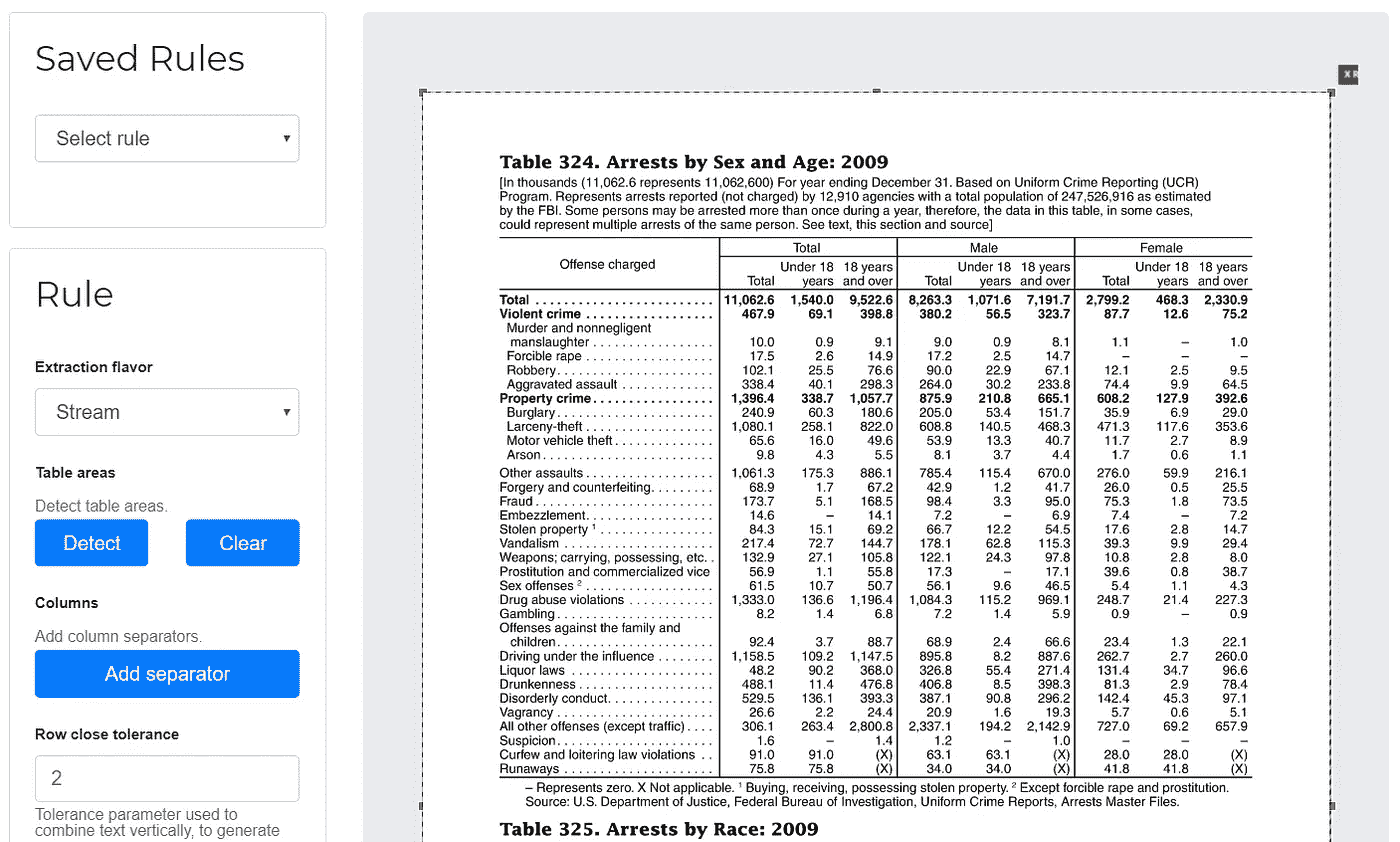 Saved Rules
Select rule
Rule
Extraction flavor
Stream
Table areas
Detect table areas.
Detect Clear
Columns
Add column separators.
Add separator
Row close tolerance
2
Tolerance parameter used to
combine text vertically, to generate
X R
Table 324. Arrests by Sex and Age: 2009
[In thousands (11,062.6 represents 11,062,600) For year ending December 31. Based on Uniform Crime Reporting (UCR)
Program. Represents arrests reported (not charged) by 12,910 agencies with a total population of 247,526,916 as estimated
by the FBI. Some persons may be arrested more than once during a year, therefore, the data in this table, in some cases,
could represent multiple arrests of the same person. See text, this section and source]
Total Male Female
Offense charged
Under 18 18 years Under 18 18 years Under 18 18 years
Total years and over Total years and over Total years and over
Total . . . . . . . . . . . . . . . . . . . . . . . . . 11,062.6 1,540.0 9,522.6 8,263.3 1,071.6 7,191.7 2,799.2 468.3 2,330.9
Violent crime . . . . . . . . . . . . . . . . . . 467.9 69.1 398.8 380.2 56.5 323.7 87.7 12.6 75.2
Murder and nonnegligent
manslaughter . . . . . . . . . . . . . . . . . 10.0 0.9 9.1 9.0 0.9 8.1 1.1 – 1.0
Forcible rape . . . . . . . . . . . . . . . . . . 17.5 2.6 14.9 17.2 2.5 14.7 – – –
Robbery. . . . . . . . . . . . . . . . . . . . . . 102.1 25.5 76.6 90.0 22.9 67.1 12.1 2.5 9.5
Aggravated assault . . . . . . . . . . . . . 338.4 40.1 298.3 264.0 30.2 233.8 74.4 9.9 64.5
Property crime. . . . . . . . . . . . . . . . . 1,396.4 338.7 1,057.7 875.9 210.8 665.1 608.2 127.9 392.6
Burglary. . . . . . . . . . . . . . . . . . . . . . 240.9 60.3 180.6 205.0 53.4 151.7 35.9 6.9 29.0
Larceny-theft . . . . . . . . . . . . . . . . . . 1,080.1 258.1 822.0 608.8 140.5 468.3 471.3 117.6 353.6
Motor vehicle theft. . . . . . . . . . . . . . 65.6 16.0 49.6 53.9 13.3 40.7 11.7 2.7 8.9
Arson. . . . . . . . . . . . . . . . . . . . . . . . 9.8 4.3 5.5 8.1 3.7 4.4 1.7 0.6 1.1
Other assaults . . . . . . . . . . . . . . . . . . 1,061.3 175.3 886.1 785.4 115.4 670.0 276.0 59.9 216.1
Forgery and counterfeiting. . . . . . . . . 68.9 1.7 67.2 42.9 1.2 41.7 26.0 0.5 25.5
Fraud . . . . . . . . . . . . . . . . . . . . . . . . . 173.7 5.1 168.5 98.4 3.3 95.0 75.3 1.8 73.5
Embezzlement. . . . . . . . . . . . . . . . . . 14.6 – 14.1 7.2 – 6.9 7.4 – 7.2
Stolen property ¹ . . . . . . . . . . . . . . . . 84.3 15.1 69.2 66.7 12.2 54.5 17.6 2.8 14.7
Vandalism . . . . . . . . . . . . . . . . . . . . . 217.4 72.7 144.7 178.1 62.8 115.3 39.3 9.9 29.4
Weapons; carrying, possessing, etc. . 132.9 27.1 105.8 122.1 24.3 97.8 10.8 2.8 8.0
Prostitution and commercialized vice 56.9 1.1 55.8 17.3 – 17.1 39.6 0.8 38.7
Sex offenses ² . . . . . . . . . . . . . . . . . . 61.5 10.7 50.7 56.1 9.6 46.5 5.4 1.1 4.3
Drug abuse violations . . . . . . . . . . . . 1,333.0 136.6 1,196.4 1,084.3 115.2 969.1 248.7 21.4 227.3
Gambling. . . . . . . . . . . . . . . . . . . . . . 8.2 1.4 6.8 7.2 1.4 5.9 0.9 – 0.9
Offenses against the family and
children. . . . . . . . . . . . . . . . . . . . . . 92.4 3.7 88.7 68.9 2.4 66.6 23.4 1.3 22.1
Driving under the influence . . . . . . . . 1,158.5 109.2 1,147.5 895.8 8.2 887.6 262.7 2.7 260.0
Liquor laws . . . . . . . . . . . . . . . . . . . . 48.2 90.2 368.0 326.8 55.4 271.4 131.4 34.7 96.6
Drunkenness . . . . . . . . . . . . . . . . . . . 488.1 11.4 476.8 406.8 8.5 398.3 81.3 2.9 78.4
Disorderly conduct. . . . . . . . . . . . . . . 529.5 136.1 393.3 387.1 90.8 296.2 142.4 45.3 97.1
Vagrancy . . . . . . . . . . . . . . . . . . . . . . 26.6 2.2 24.4 20.9 1.6 19.3 5.7 0.6 5.1
All other offenses (except traffic) . . . . 306.1 263.4 2,800.8 2,337.1 194.2 2,142.9 727.0 69.2 657.9
Suspicion. . . . . . . . . . . . . . . . . . . . . . 1.6 – 1.4 1.2 – 1.0 – – –
Curfew and loitering law violations . . 91.0 91.0 (X) 63.1 63.1 (X) 28.0 28.0 (X)
Runaways . . . . . . . . . . . . . . . . . . . . . 75.8 75.8 (X) 34.0 34.0 (X) 41.8 41.8 (X)
– Represents zero. X Not applicable. ¹ Buying, receiving, possessing stolen property. ² Except forcible rape and prostitution.
Source: U.S. Department of Justice, Federal Bureau of Investigation, Uniform Crime Reports, Arrests Master Files.
Table 325. Arrests by Race: 2009